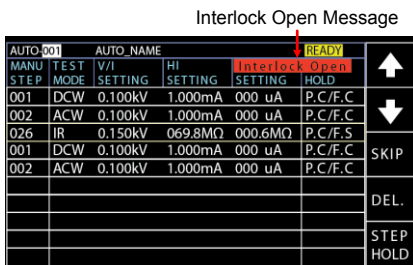 Interlock Open Message
AUTO-001 AUTO_NAME READY
MANU TEST V/I HI Interlock Open
STEP MODE SETTING SETTING SETTING HOLD
001 DCW 0.100kV 1.000mA 000 uA P.C/F.C
002 ACW 0.100kV 1.000mA 000 uA P.C/F.C
026 IR 0.150kV 069.8MΩ 000.6MΩ P.C/F.S
001 DCW 0.100kV 1.000mA 000 uA P.C/F.C
002 ACW 0.100kV 1.000mA 000 uA P.C/F.C
SKIP
DEL.
STEP
HOLD